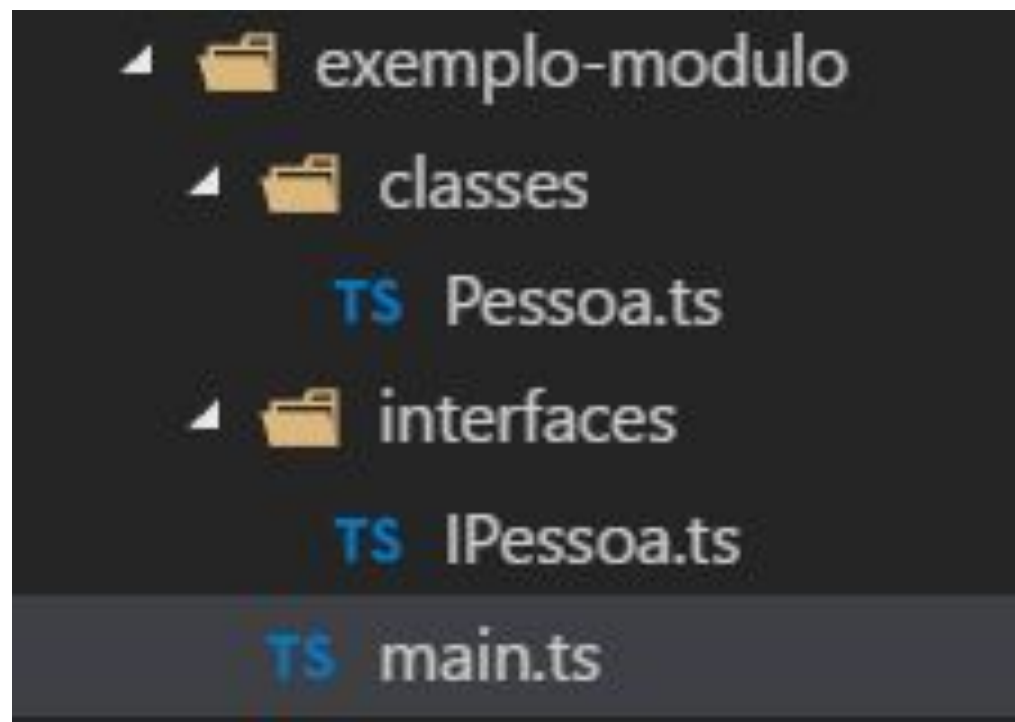 exemplo-modulo
classes
TS Pessoa.ts
interfaces
TS IPessoa.ts
TS main.ts